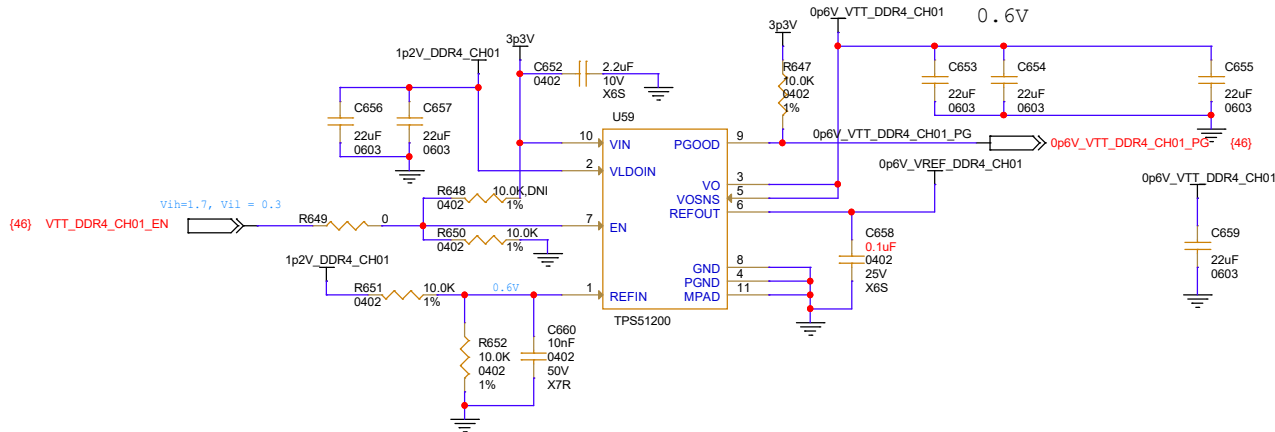 0p6V_VTT_DDR4_CH01
0.6V
3p3V
3p3V
1p2V_DDR4_CH01
C652
0402
2.2uF
10V
X6S
R647
10.0K
0402
1%
C653
22uF
0603
C654
22uF
0603
C655
22uF
0603
C656
22uF
0603
C657
22uF
0603
U59
10
VIN
PGOOD
9
0p6V_VTT_DDR4_CH01_PG
0p6V_VTT_DDR4_CH01_PG
{46}
2
VLDOIN
0p6V_VREF_DDR4_CH01
VO
3
VOSNS
5
REFOUT
6
0p6V_VTT_DDR4_CH01
R648
0402
10.0K,DNI
1%
Vih=1.7, Vil = 0.3
{46}
VTT_DDR4_CH01_EN
R649
0
7
EN
R650
0402
10.0K
1%
C658
0.1uF
0402
25V
X6S
C659
22uF
0603
1p2V_DDR4_CH01
GND
8
PGND
4
MPAD
11
R651
0402
10.0K
1%
0.6V
1
REFIN
TPS51200
R652
10.0K
0402
1%
C660
10nF
0402
50V
X7R